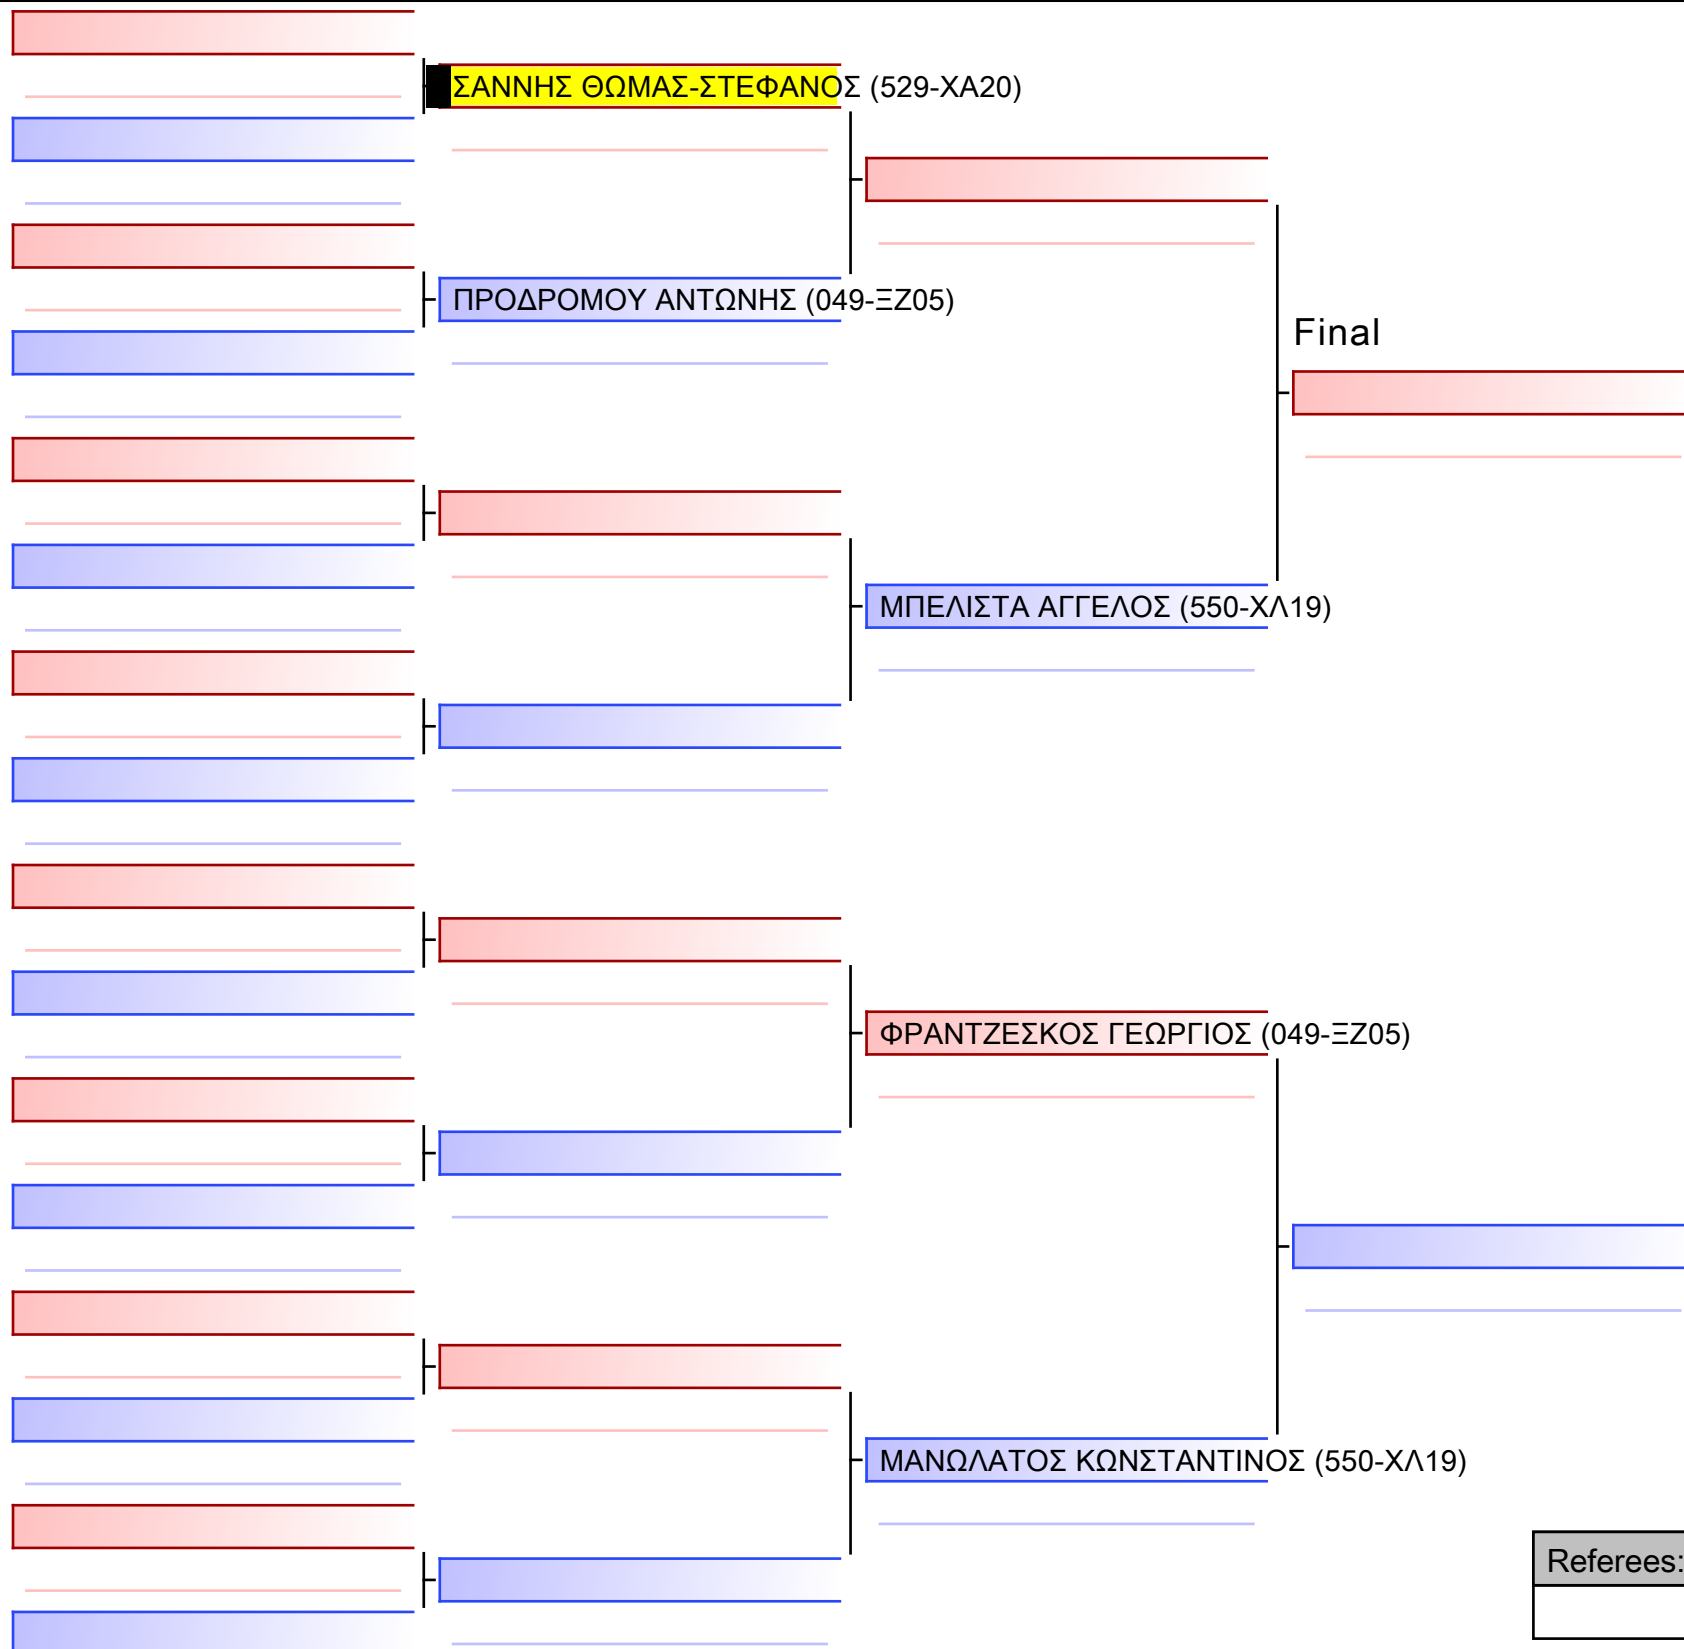 ΣΑΝΝΗΣ ΘΩΜΑΣ-ΣΤΕΦΑΝΟΣ (529-ΧΑ20)
ΠΡΟΔΡΟΜΟΥ ΑΝΤΩΝΗΣ (049-ΞΖ05)
Final
ΜΠΕΛΙΣΤΑ ΑΓΓΕΛΟΣ (550-ΧΛ19)
ΦΡΑΝΤΖΕΣΚΟΣ ΓΕΩΡΓΙΟΣ (049-ΞΖ05)
ΜΑΝΩΛΑΤΟΣ ΚΩΝΣΤΑΝΤΙΝΟΣ (550-ΧΛ19)
Referees: